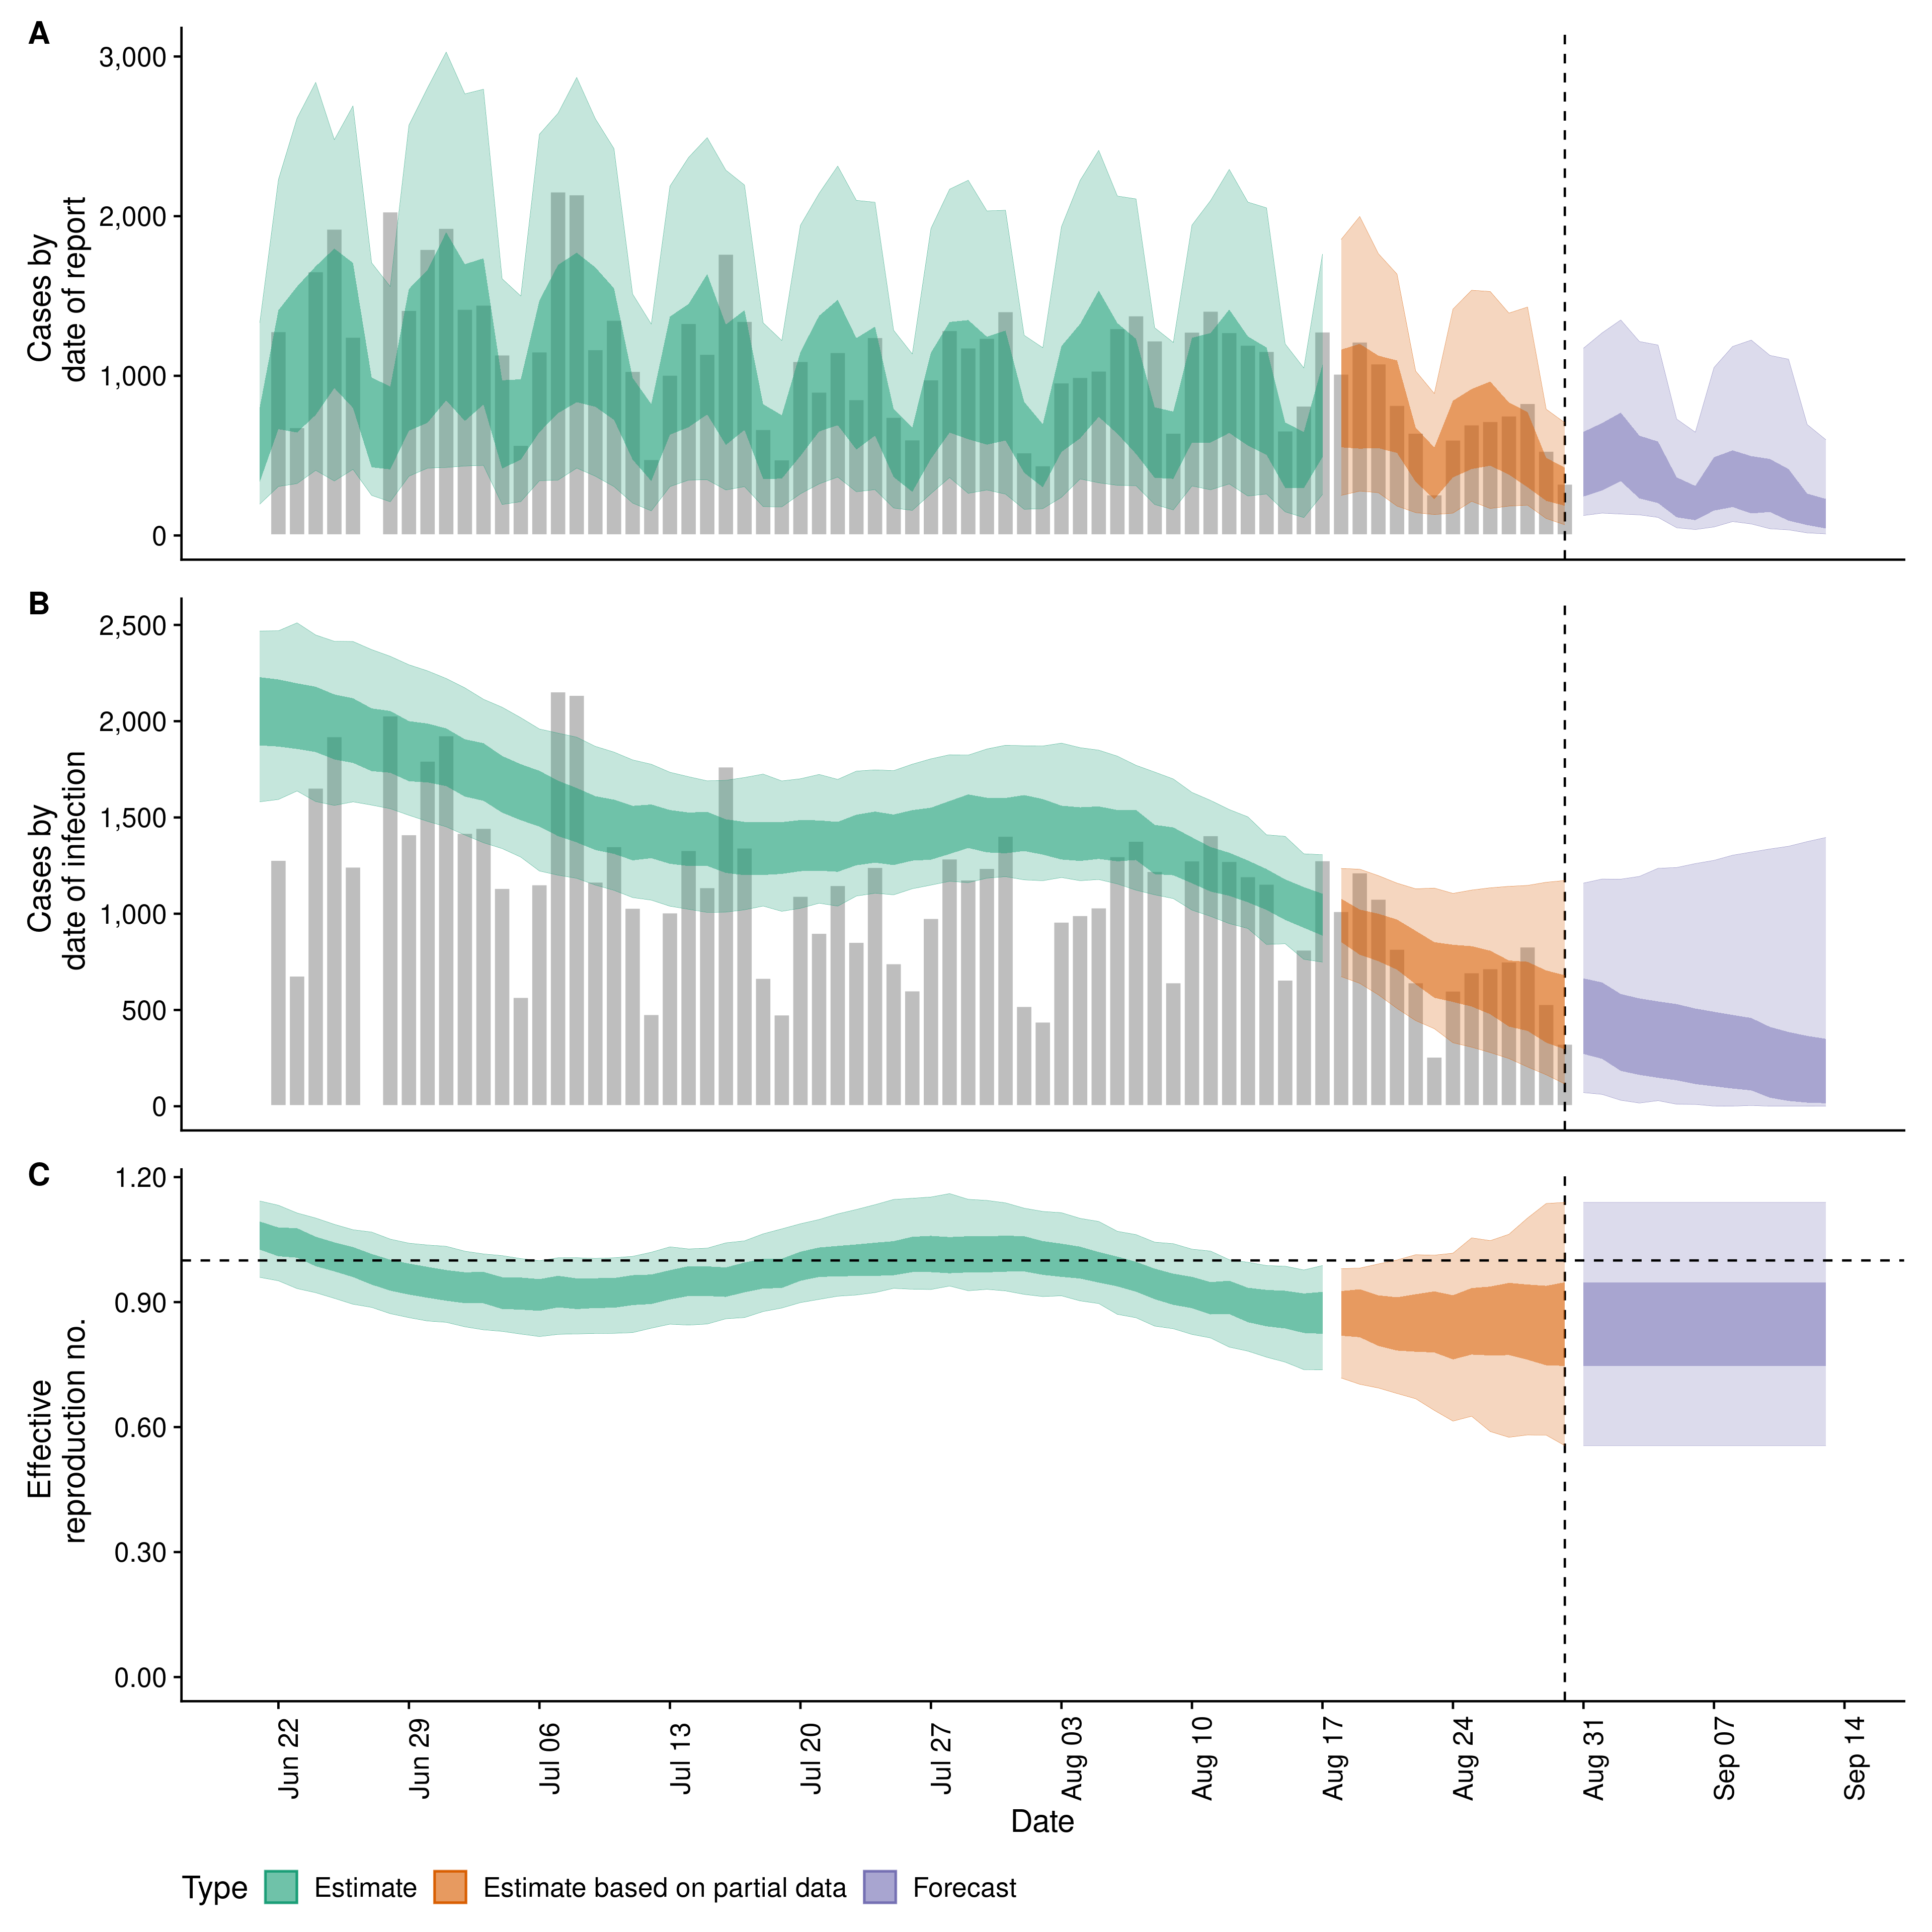 A
Cases by
date of report
3,000
2,000
1,000
0
B
Cases by
date of infection
2,500
2,000
1,500
1,000
500
0
C
Effective
reproduction no.
1.20
0.90
0.60
0.30
0.00
Jun 22
Jun 29
Jul 06
Jul 13
Jul 20
Jul 27
Aug 03
Aug 10
Aug 17
Aug 24
Aug 31
Sep 07
Sep 14
Date
Type Estimate Estimate based on partial data Forecast